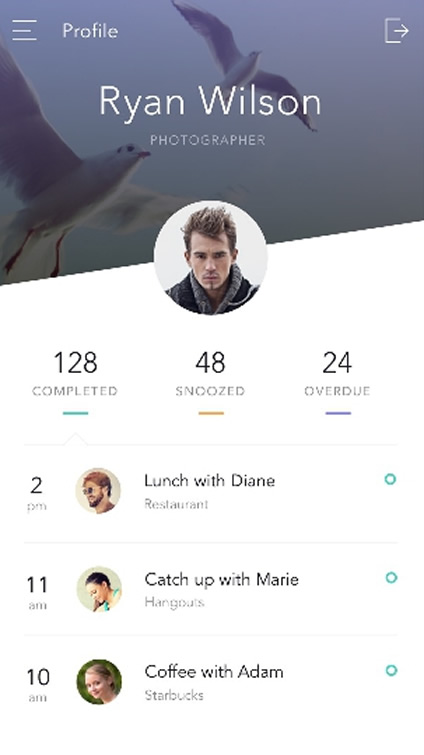 Profile
Ryan Wilson
PHOTOGRAPHER
128 48 24
COMPLETED SNOOZED OVERDUE
2 Lunch with Diane
pm Restaurant
11 Catch up with Marie
am Hangouts
10 Coffee with Adam
am Starbucks